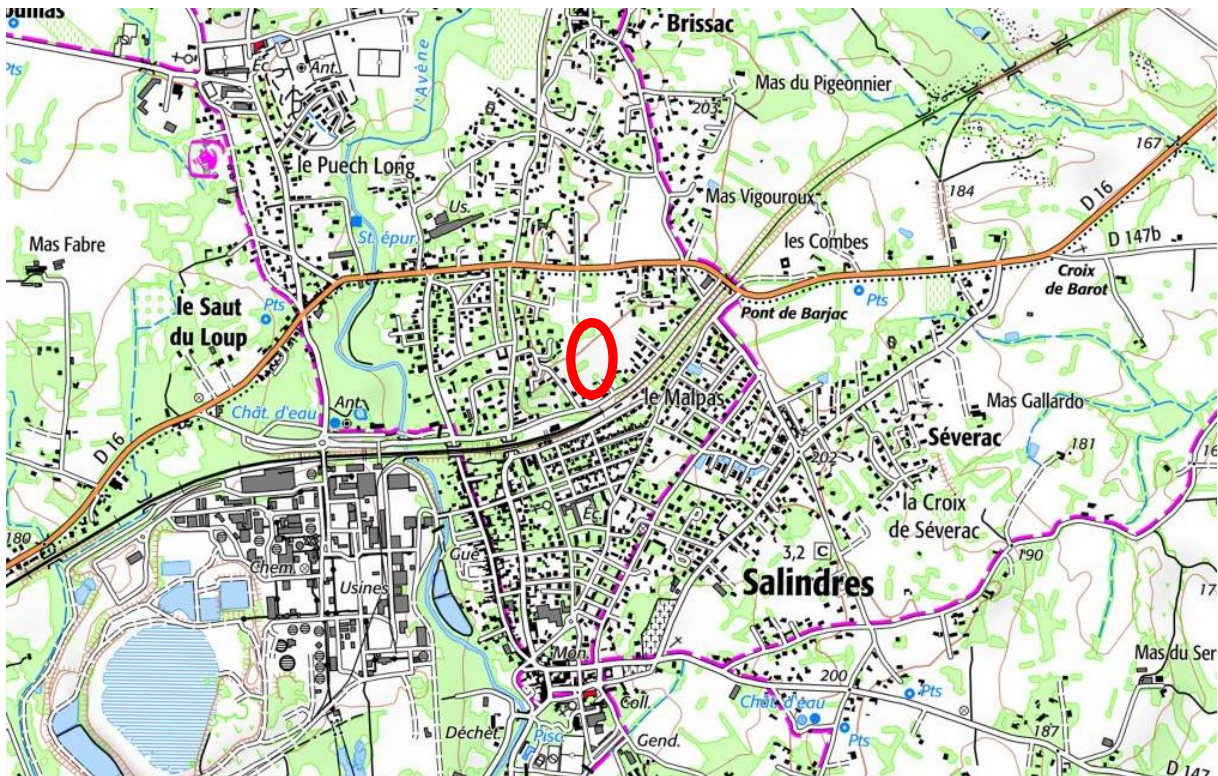 Brissac
Pts
EC
Ant
l'Avène
Mas du Pigeonnier
203
167
le Puech Long
184
D 16
Mas Vigouroux
Us.
St. épur.
les Combes
D 147b
Mas Fabre
Croix
de Barot
Pts
Pts
le Saut
du Loup
Pont de Barjac
le Malpas
Mas Gallardo
Chât. d'eau
Ant
Séverac
D 16
202
181
la Croix
de Séverac
Ec
180
3,2 C
190
Gué
Chem.
Usines
Salindres
Mon.
Mas du Ser
200
Pts
Coll.
Chât. d'eau
Déchet.
Pisc.
Gend.
Pts
187
D 147